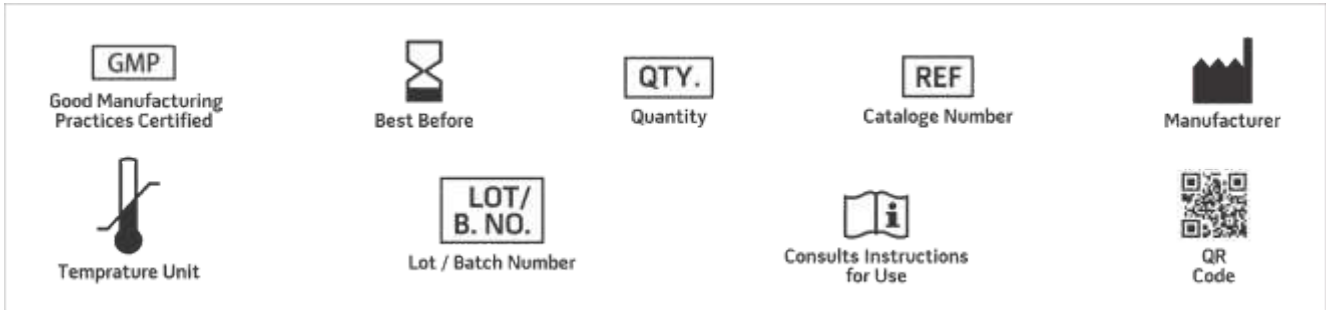 GMP
Good Manufacturing
Practices Certified
Best Before
QTY.
Quantity
REF
Cataloge Number
Manufacturer
Temprature Unit
LOT/
B. NO.
Lot / Batch Number
i
Consults Instructions
for Use
QR
Code